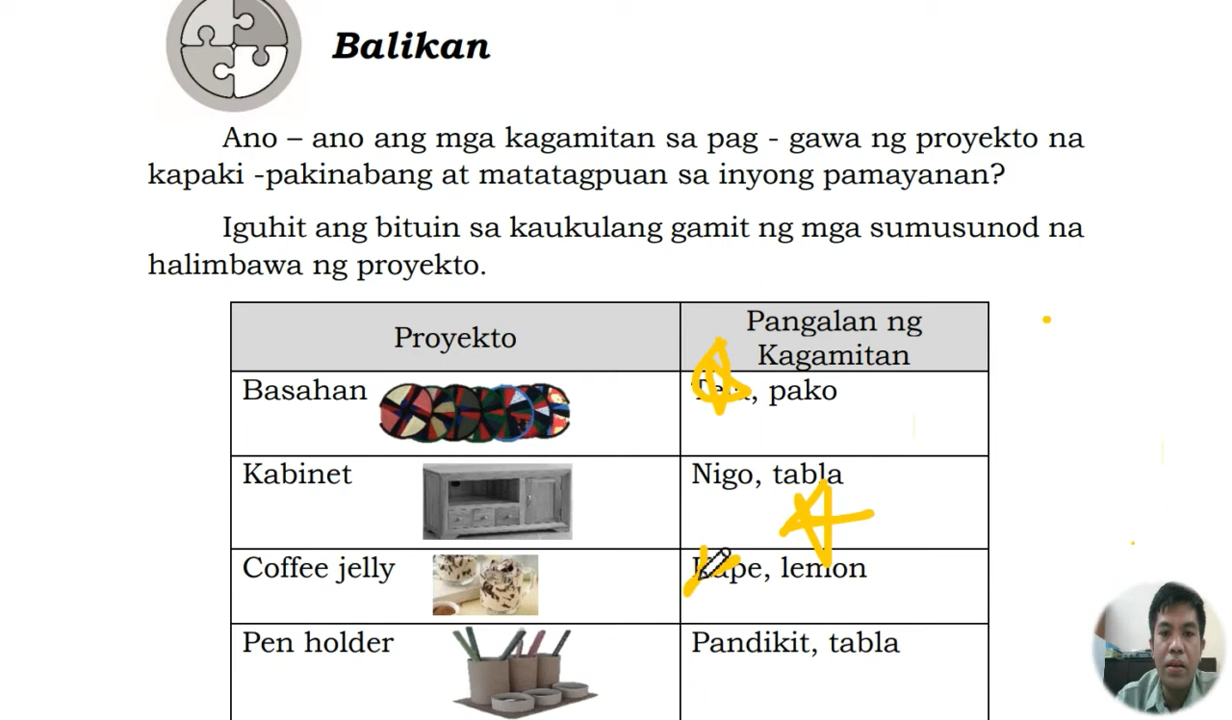 Balikan
Ano – ano ang mga kagamitan sa pag - gawa ng proyekto na
kapaki -pakinabang at matatagpuan sa inyong pamayanan?
Iguhit ang bituin sa kaukulang gamit ng mga sumusunod na
halimbawa ng proyekto.
Proyekto
Pangalan ng
Kagamitan
Basahan
pako
Kabinet
Nigo, tabla
Coffee jelly
Kape, lemon
Pen holder
Pandikit, tabla